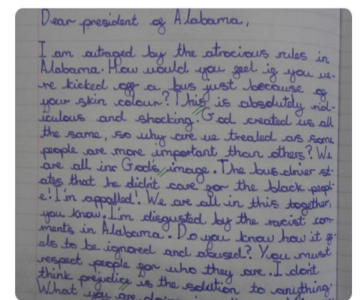 Dear president of Alabama,
I am outraged by the atrocious rules in
Alabama. How would you feel if you we-
re kicked off a bus just because of
your skin colour? This is absolutely rid-
iculous and shocking. God created us all
the same, so why are we treated as some
people are more important than others? We
are all in Gods image. The bus driver st-
ates that he didn't care for the black peopl-
e! I'm appalled! We are all in this together
you know. I'm disgusted by the racist com-
ments in Alabama. Do you know how it fe-
els to be ignored and abused? You must
respect people for who they are. I don't
think prejudice is the solution to anything.
What you are doing